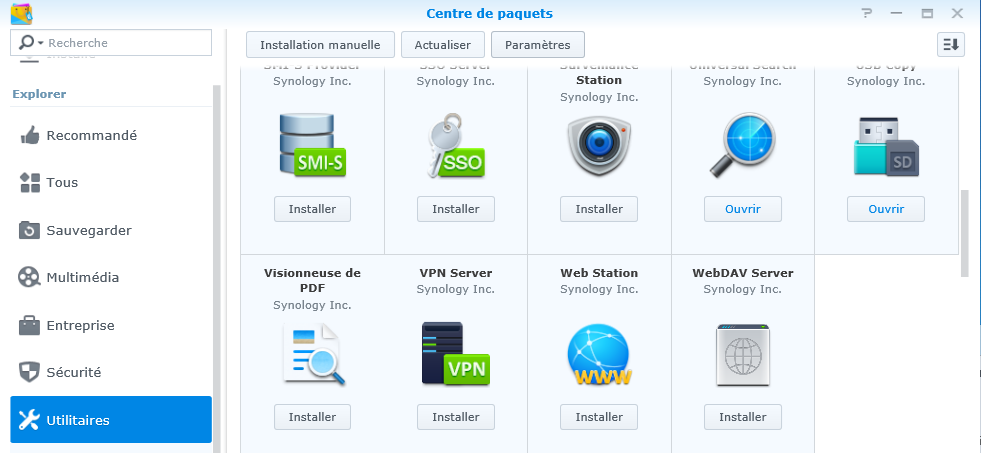 Centre de paquets
Recherche
Installation manuelle
Actualiser
Paramètres
Explorer
Recommandé
Tous
Sauvegarder
Multimédia
Entreprise
Sécurité
Utilitaires
SMI-S Provider
Synology Inc.
SMI-S
Installer
SSO Server
Synology Inc.
SSO
Installer
Surveillance
Station
Synology Inc.
Installer
Universal Search
Synology Inc.
Ouvrir
USB Copy
Synology Inc.
SD
Ouvrir
Visionneuse de
PDF
Synology Inc.
Installer
VPN Server
Synology Inc.
VPN
Installer
Web Station
Synology Inc.
WWW
Installer
WebDAV Server
Synology Inc.
Installer